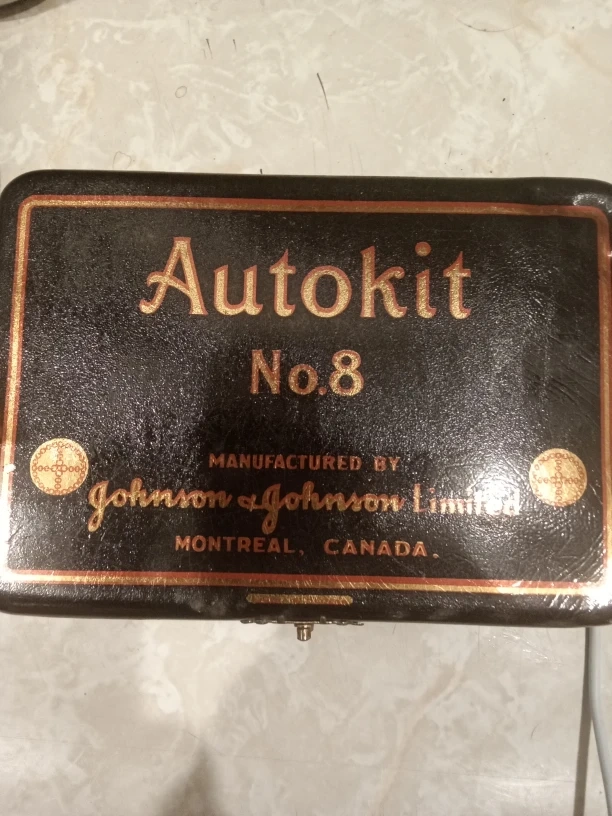 Autokit
No.8
MANUFACTURED BY
Johnson & Johnson Limited
MONTREAL, CANADA.